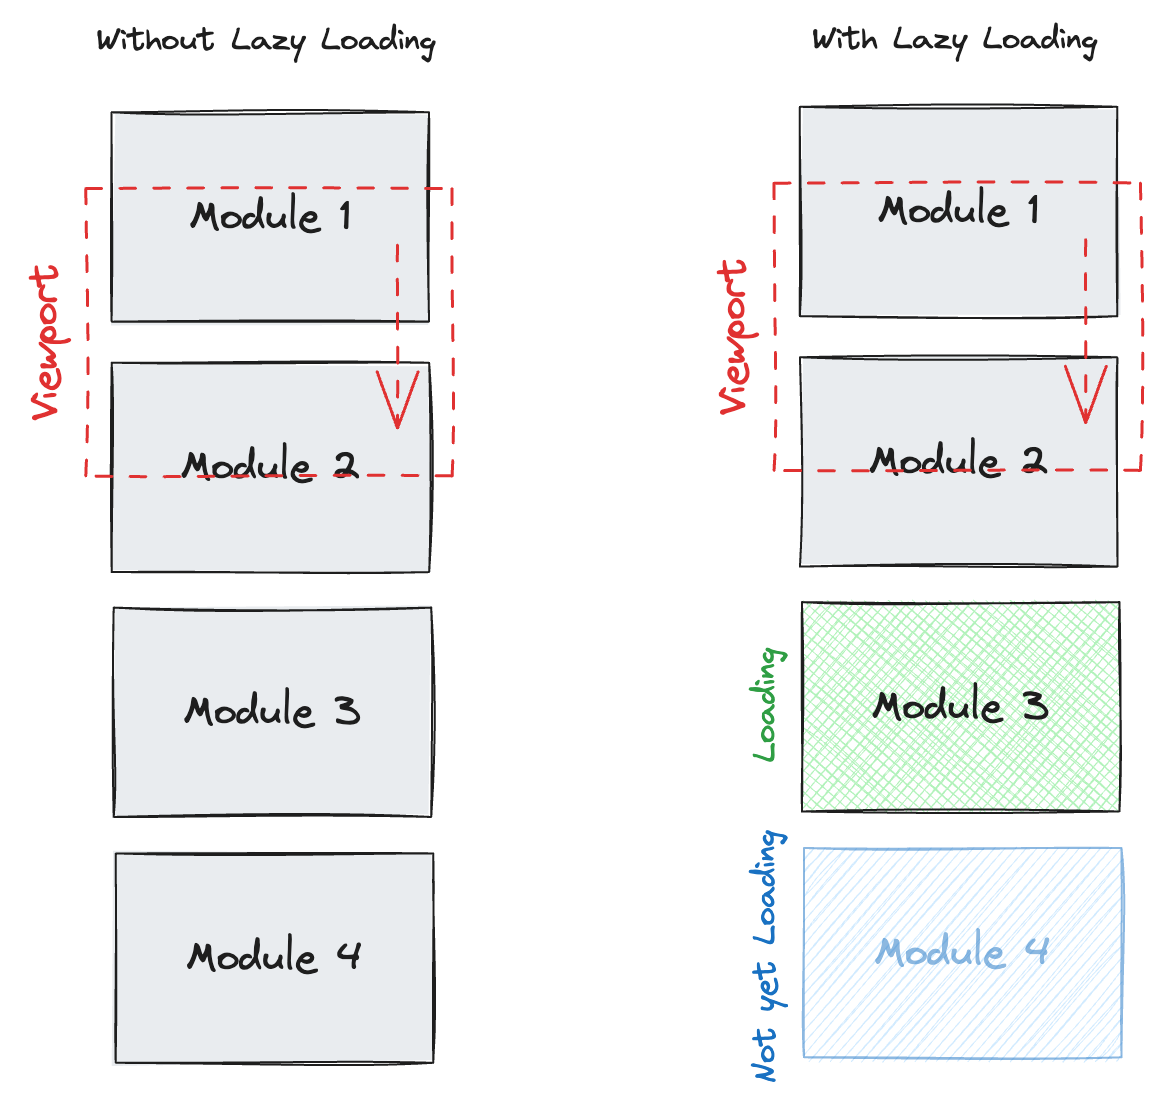 Without Lazy Loading
Viewport
Module 1
Module 2
Module 3
Module 4
With Lazy Loading
Viewport
Module 1
Module 2
Loading
Module 3
Not yet Loading
Module 4